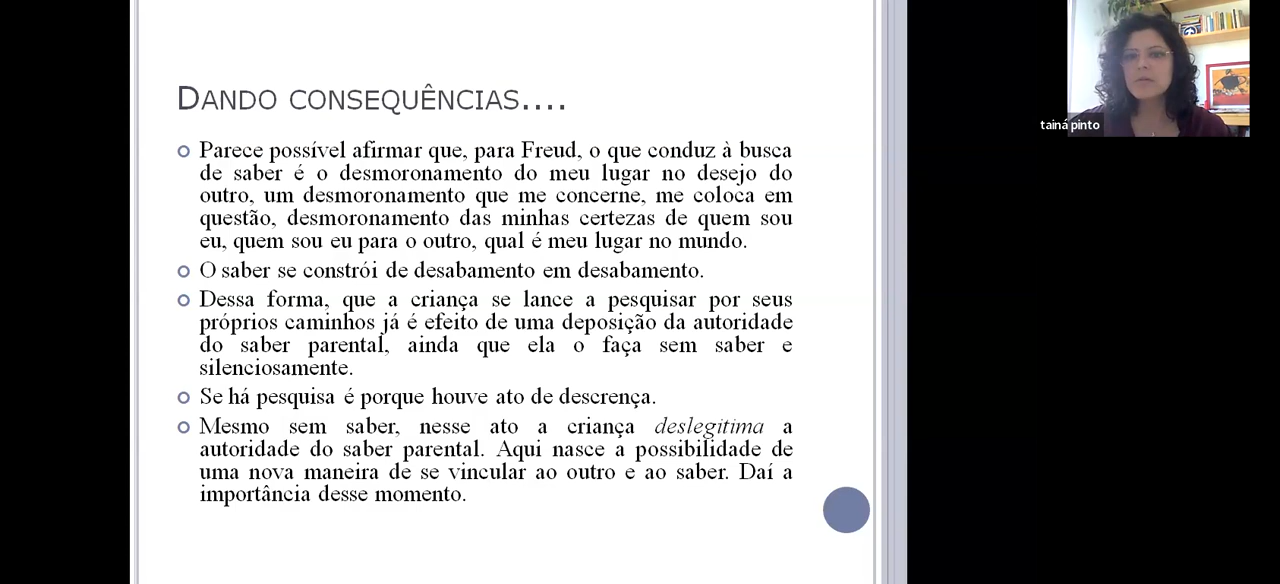 DANDO CONSEQUÊNCIAS....
Parece possível afirmar que, para Freud, o que conduz à busca
de saber é o desmoronamento do meu lugar no desejo do
outro, um desmoronamento que me concerne, me coloca em
questão, desmoronamento das minhas certezas de quem sou
eu, quem sou eu para o outro, qual é meu lugar no mundo.
O saber se constrói de desabamento em desabamento.
Dessa forma, que a criança se lance a pesquisar por seus
próprios caminhos já é efeito de uma deposição da autoridade
do saber parental, ainda que ela o faça sem saber e
silenciosamente.
Se há pesquisa é porque houve ato de descrença.
Mesmo sem saber, nesse ato a criança deslegitima a
autoridade do saber parental. Aqui nasce a possibilidade de
uma nova maneira de se vincular ao outro e ao saber. Daí a
importância desse momento.
tainá pinto